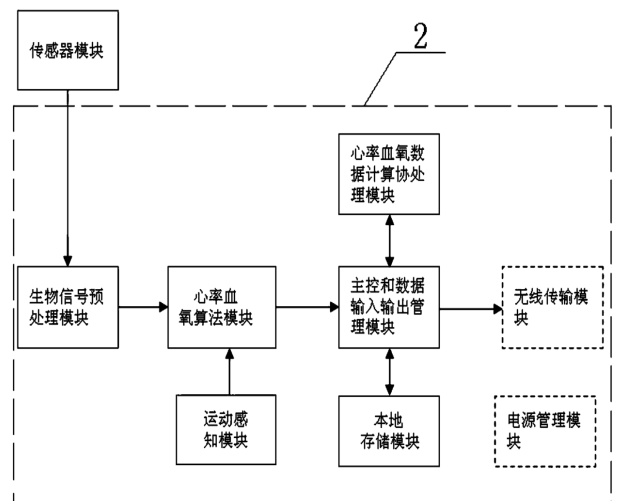 传感器模块
2
心率血氧数
据计算协处
理模块
生物信号预
处理模块
心率血
氧算法模块
主控和数据
输入输出管
理模块
无线传输模
块
运动感
知模块
本地
存储模块
电源管理模
块